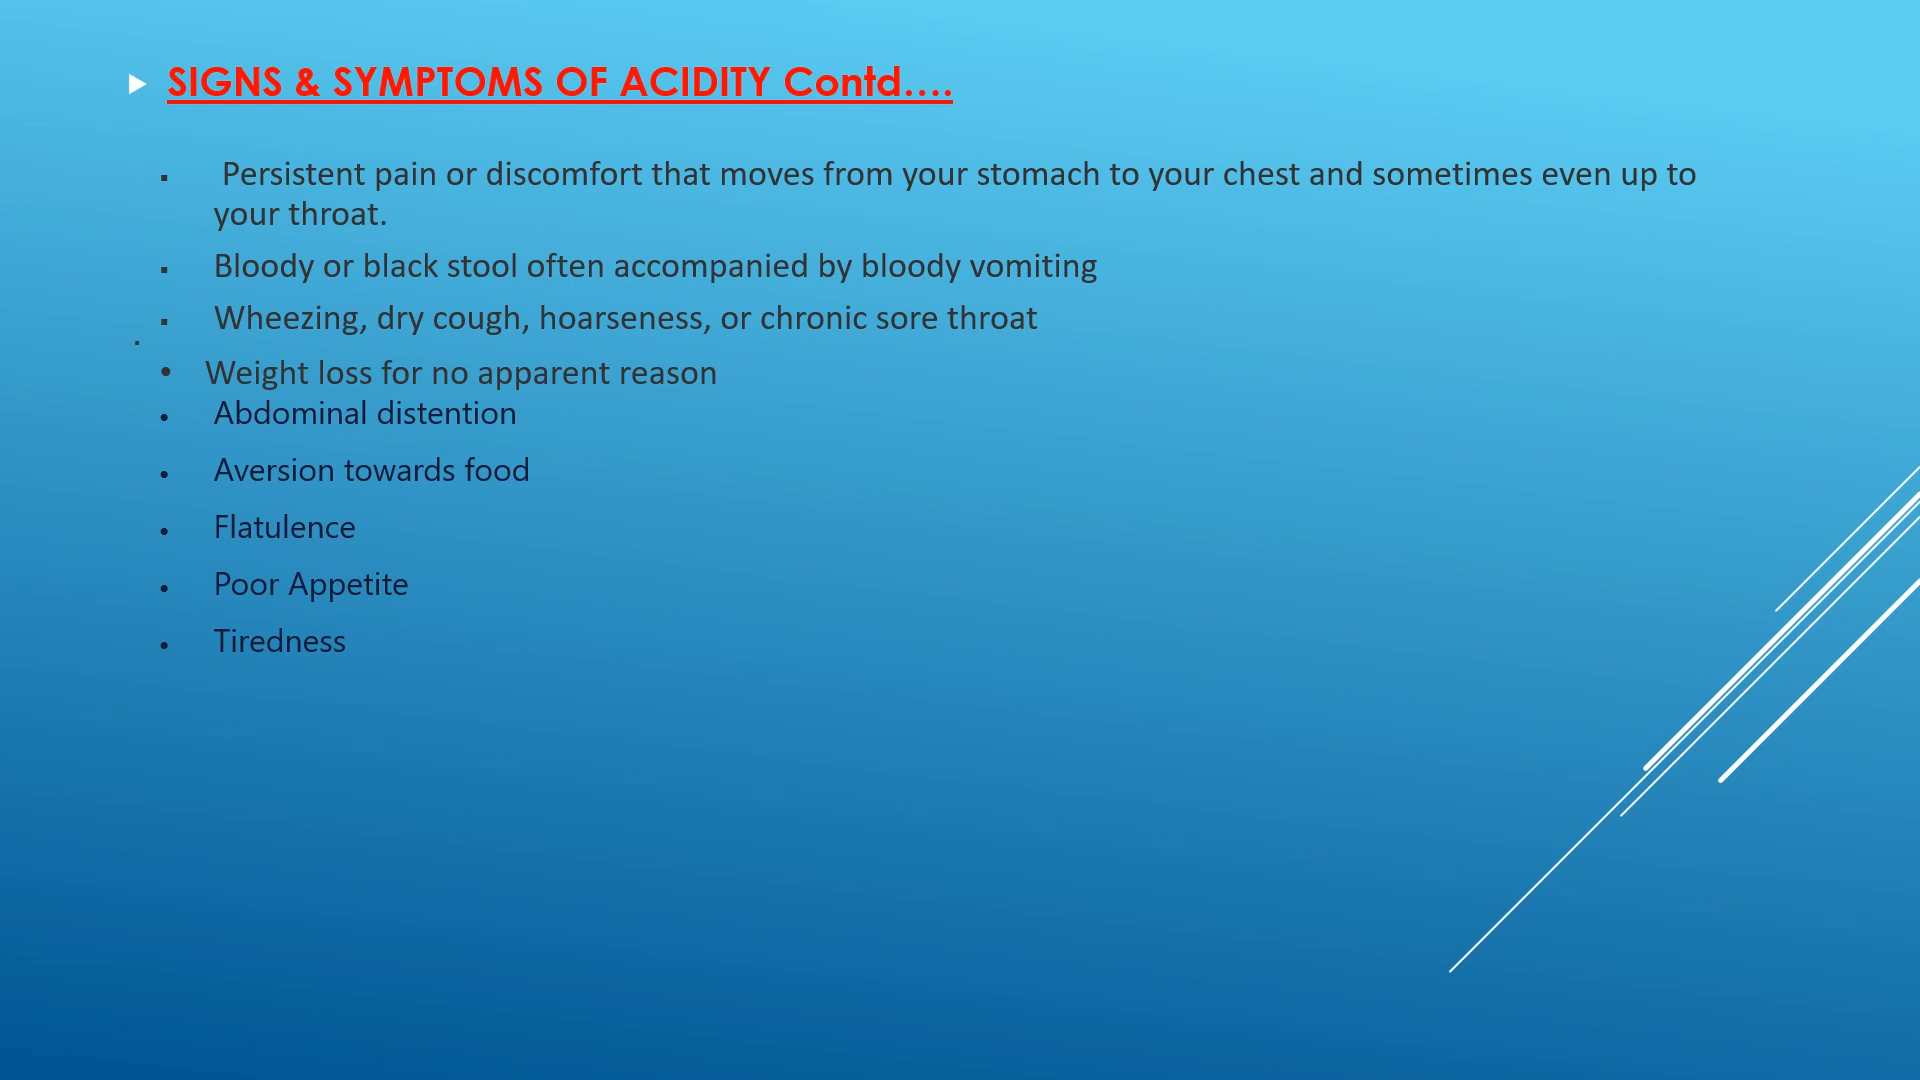 SIGNS & SYMPTOMS OF ACIDITY Contd....
Persistent pain or discomfort that moves from your stomach to your chest and sometimes even up to
your throat.
Bloody or black stool often accompanied by bloody vomiting
Wheezing, dry cough, hoarseness, or chronic sore throat
Weight loss for no apparent reason
Abdominal distention
Aversion towards food
Flatulence
Poor Appetite
Tiredness